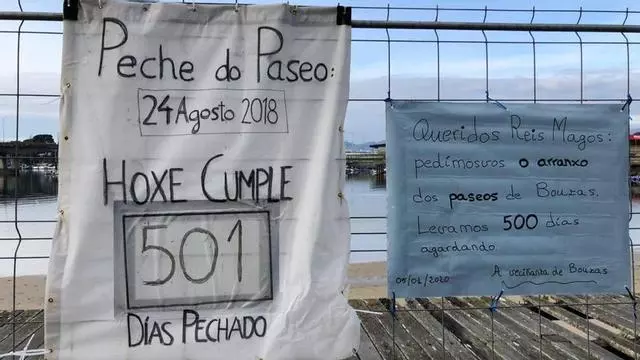 Peche do Paseo:
24 Agosto 2018
HOXE CUMPLE
501
DÍAS PECHADO
Queridos Reis Magos:
pedímosvos o arranxo
dos paseos de Bouzas.
Levamos 500 días
agardando.
05/01/2020
A veciñanza de Bouzas